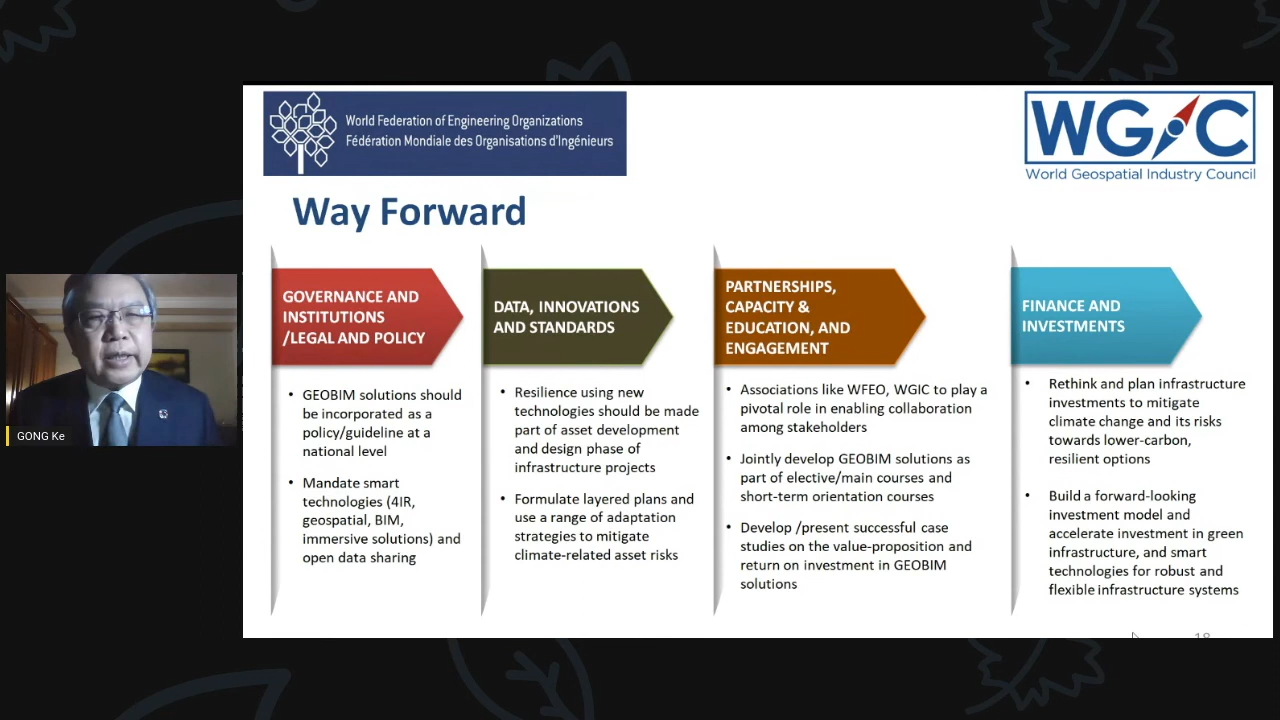 World Federation of Engineering Organizations
Fédération Mondiale des Organisations d'Ingénieurs
WGIC
World Geospatial Industry Council
Way Forward
GOVERNANCE AND
INSTITUTIONS
/LEGAL AND POLICY
• GEOBIM solutions should
be incorporated as a
policy/guideline at a
national level
• Mandate smart
technologies (4IR,
geospatial, BIM,
immersive solutions) and
open data sharing
DATA, INNOVATIONS
AND STANDARDS
• Resilience using new
technologies should be made
part of asset development
and design phase of
infrastructure projects
• Formulate layered plans and
use a range of adaptation
strategies to mitigate
climate-related asset risks
PARTNERSHIPS,
CAPACITY &
EDUCATION, AND
ENGAGEMENT
• Associations like WFEO, WGIC to play a
pivotal role in enabling collaboration
among stakeholders
• Jointly develop GEOBIM solutions as
part of elective/main courses and
short-term orientation courses
• Develop /present successful case
studies on the value-proposition and
return on investment in GEOBIM
solutions
FINANCE AND
INVESTMENTS
• Rethink and plan infrastructure
investments to mitigate
climate change and its risks
towards lower-carbon,
resilient options
• Build a forward-looking
investment model and
accelerate investment in green
infrastructure, and smart
technologies for robust and
flexible infrastructure systems
18
GONG Ke